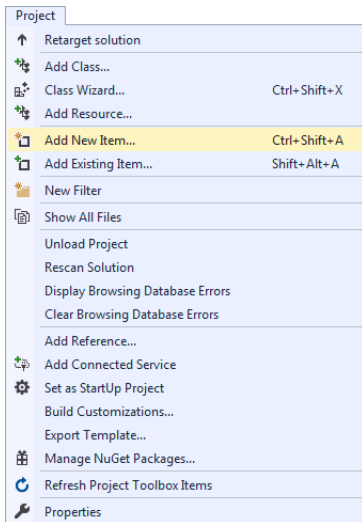 Project
Retarget solution
Add Class...
Class Wizard... Ctrl+Shift+X
Add Resource...
Add New Item... Ctrl+Shift+A
Add Existing Item... Shift+Alt+A
New Filter
Show All Files
Unload Project
Rescan Solution
Display Browsing Database Errors
Clear Browsing Database Errors
Add Reference...
Add Connected Service
Set as StartUp Project
Build Customizations...
Export Template...
Manage NuGet Packages...
Refresh Project Toolbox Items
Properties